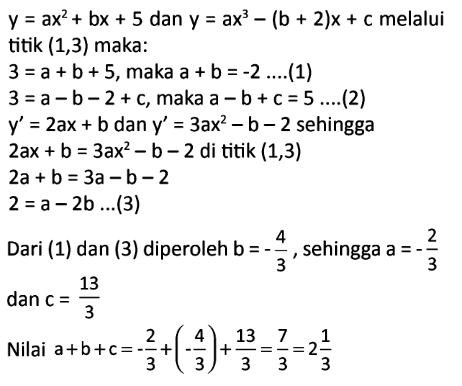 y = ax² + bx + 5 dan y = ax³ – (b + 2)x + c melalui
titik (1,3) maka:
3 = a + b + 5, maka a + b = -2 ....(1)
3 = a – b – 2 + c, maka a – b + c = 5 ....(2)
y’ = 2ax + b dan y’ = 3ax² – b – 2 sehingga
2ax + b = 3ax² – b – 2 di titik (1,3)
2a + b = 3a – b – 2
2 = a – 2b ...(3)
Dari (1) dan (3) diperoleh b = -4/3, sehingga a = -2/3
dan c = 13/3
Nilai a+b+c = -2/3 + (-4/3) + 13/3 = 7/3 = 2 1/3